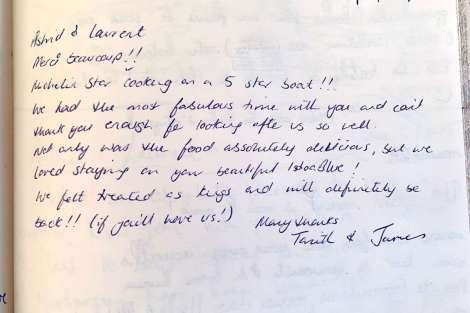 Astrid & Laurent
Merci beaucoup!!
Michelin Star Cooking on a 5 star boat!!!
We had the most fabulous time with you and can't
thank you enough for looking after us so well.
Not only was the food absolutely delicious, but we
loved staying on your beautiful !
We felt treated as kings and will definitely be
back!! (if you'll have us!)
Many thanks
& James